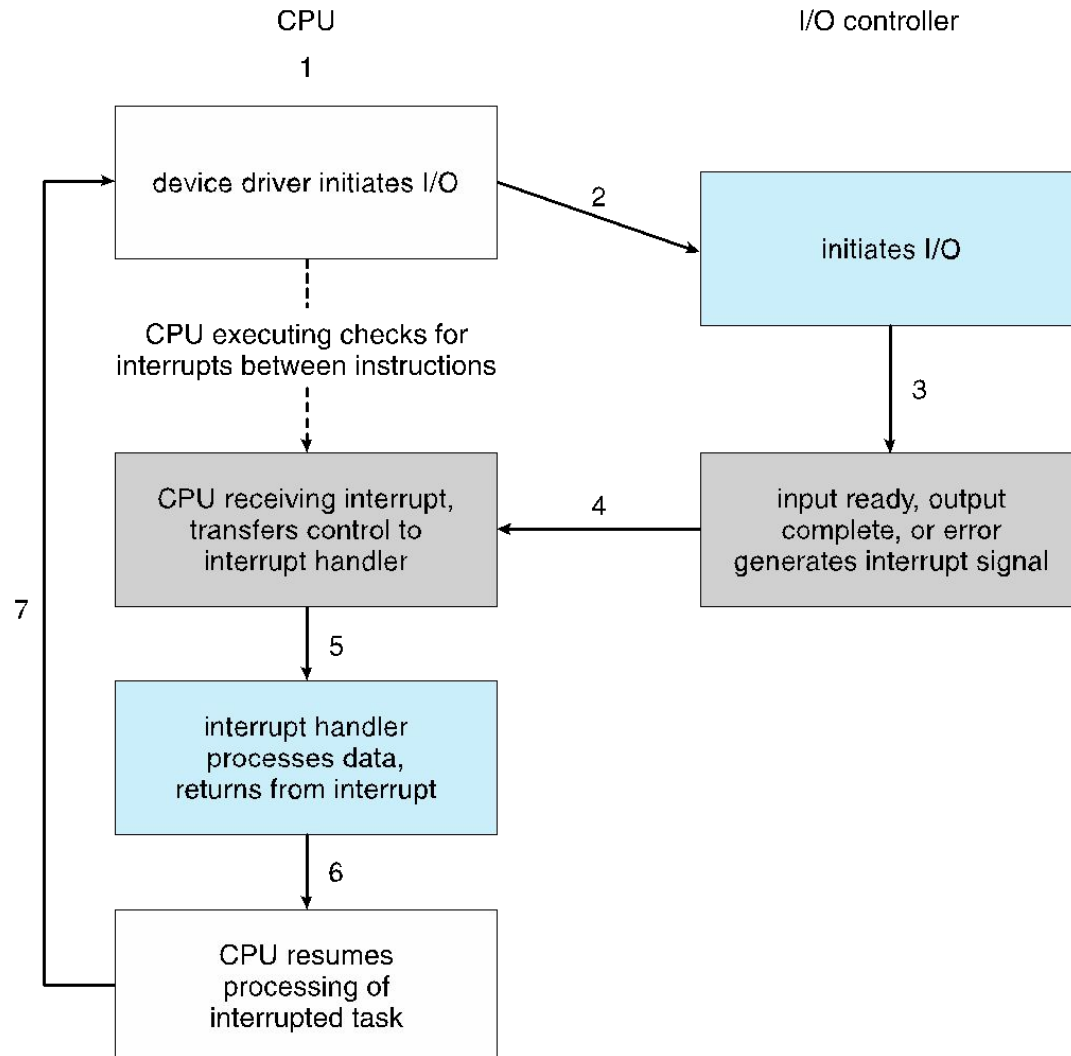 CPU
I/O controller
1
device driver initiates I/O
2
initiates I/O
CPU executing checks for
interrupts between instructions
3
CPU receiving interrupt,
transfers control to
interrupt handler
4
input ready, output
complete, or error
generates interrupt signal
7
5
interrupt handler
processes data,
returns from interrupt
6
CPU resumes
processing of
interrupted task